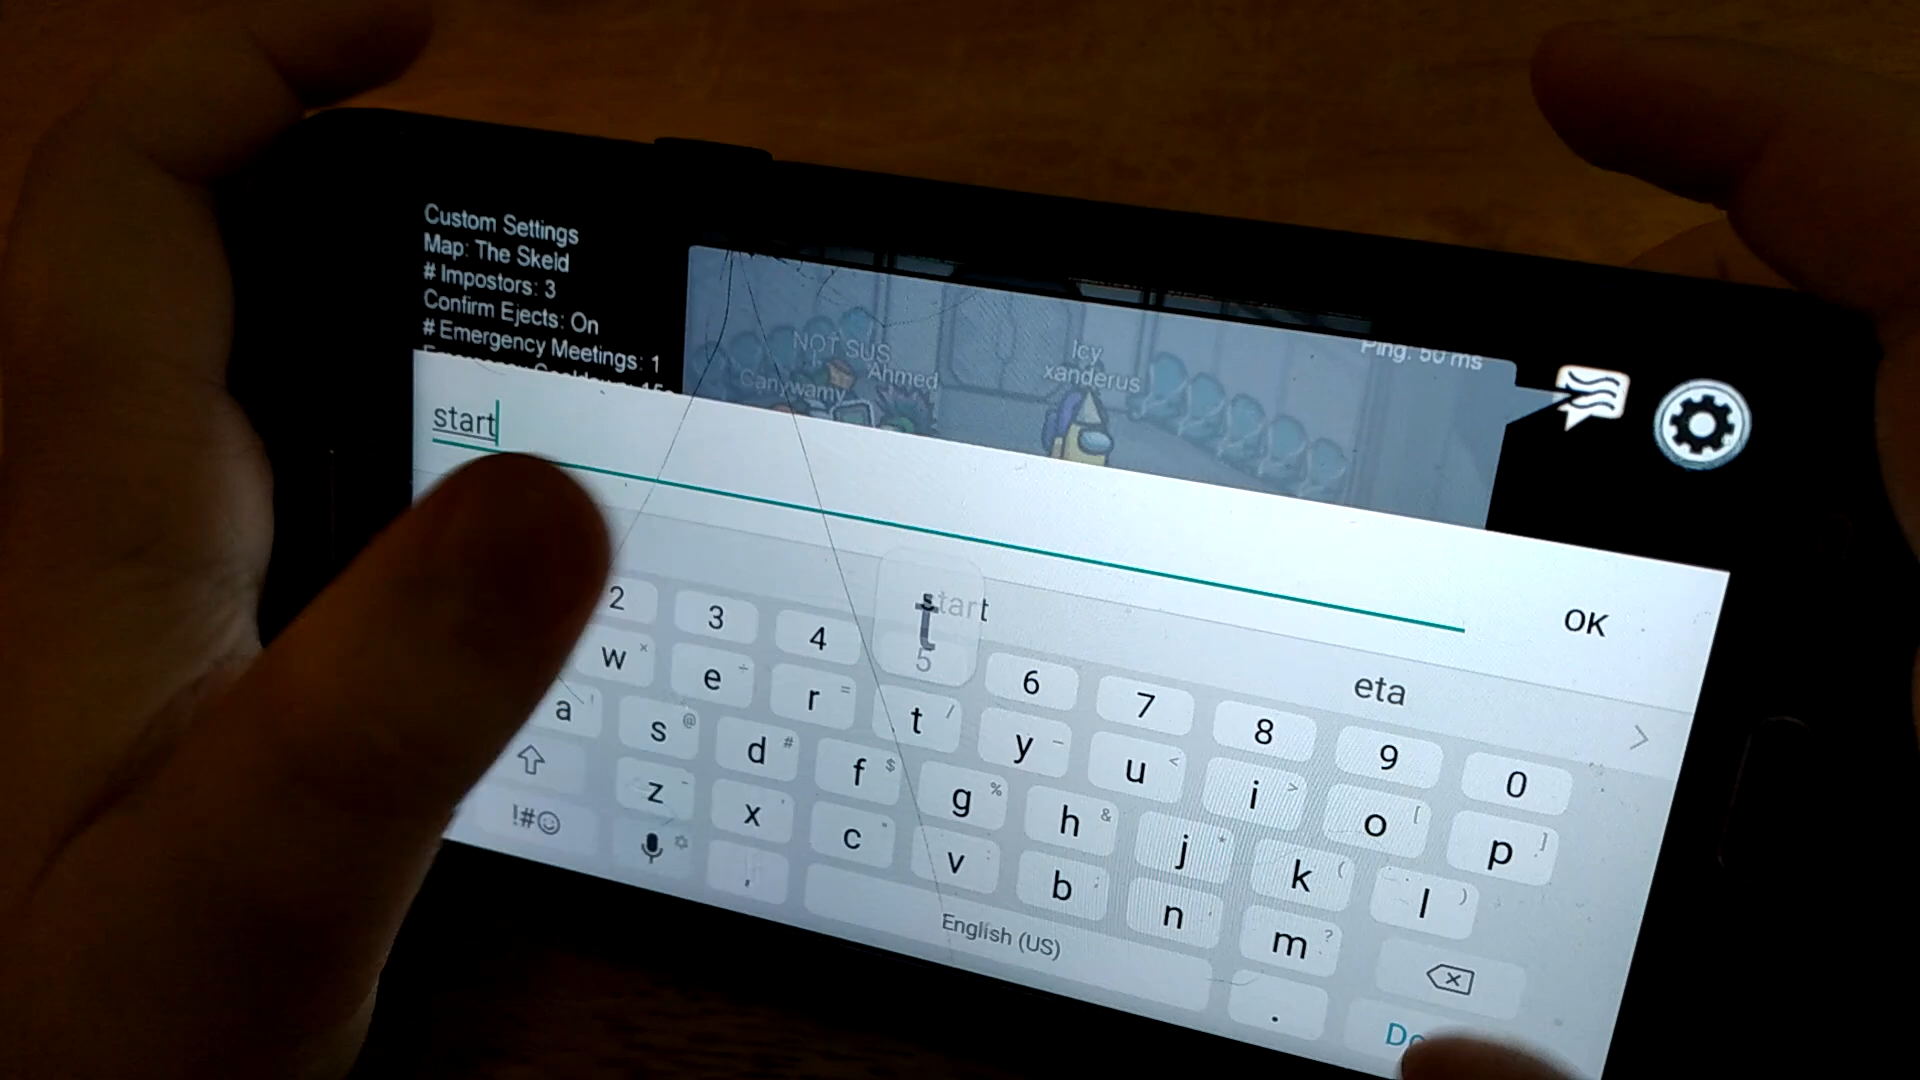 Custom Settings
Map: The Skeld
# Impostors: 3
Confirm Ejects: On
# Emergency Meetings: 1
Ping: 50 ms
NOT SUS
Ahmed
Canywamy
Icy
xanderus
start
OK
start
eta
t
2 3 4 5 6 7 8 9 0
w × e ÷ r = t / y u < i > o [ p ]
a ! s @ d # f $ g % h & j * k ( l )
z x c v b n m ?
!#
,
English (US)
.